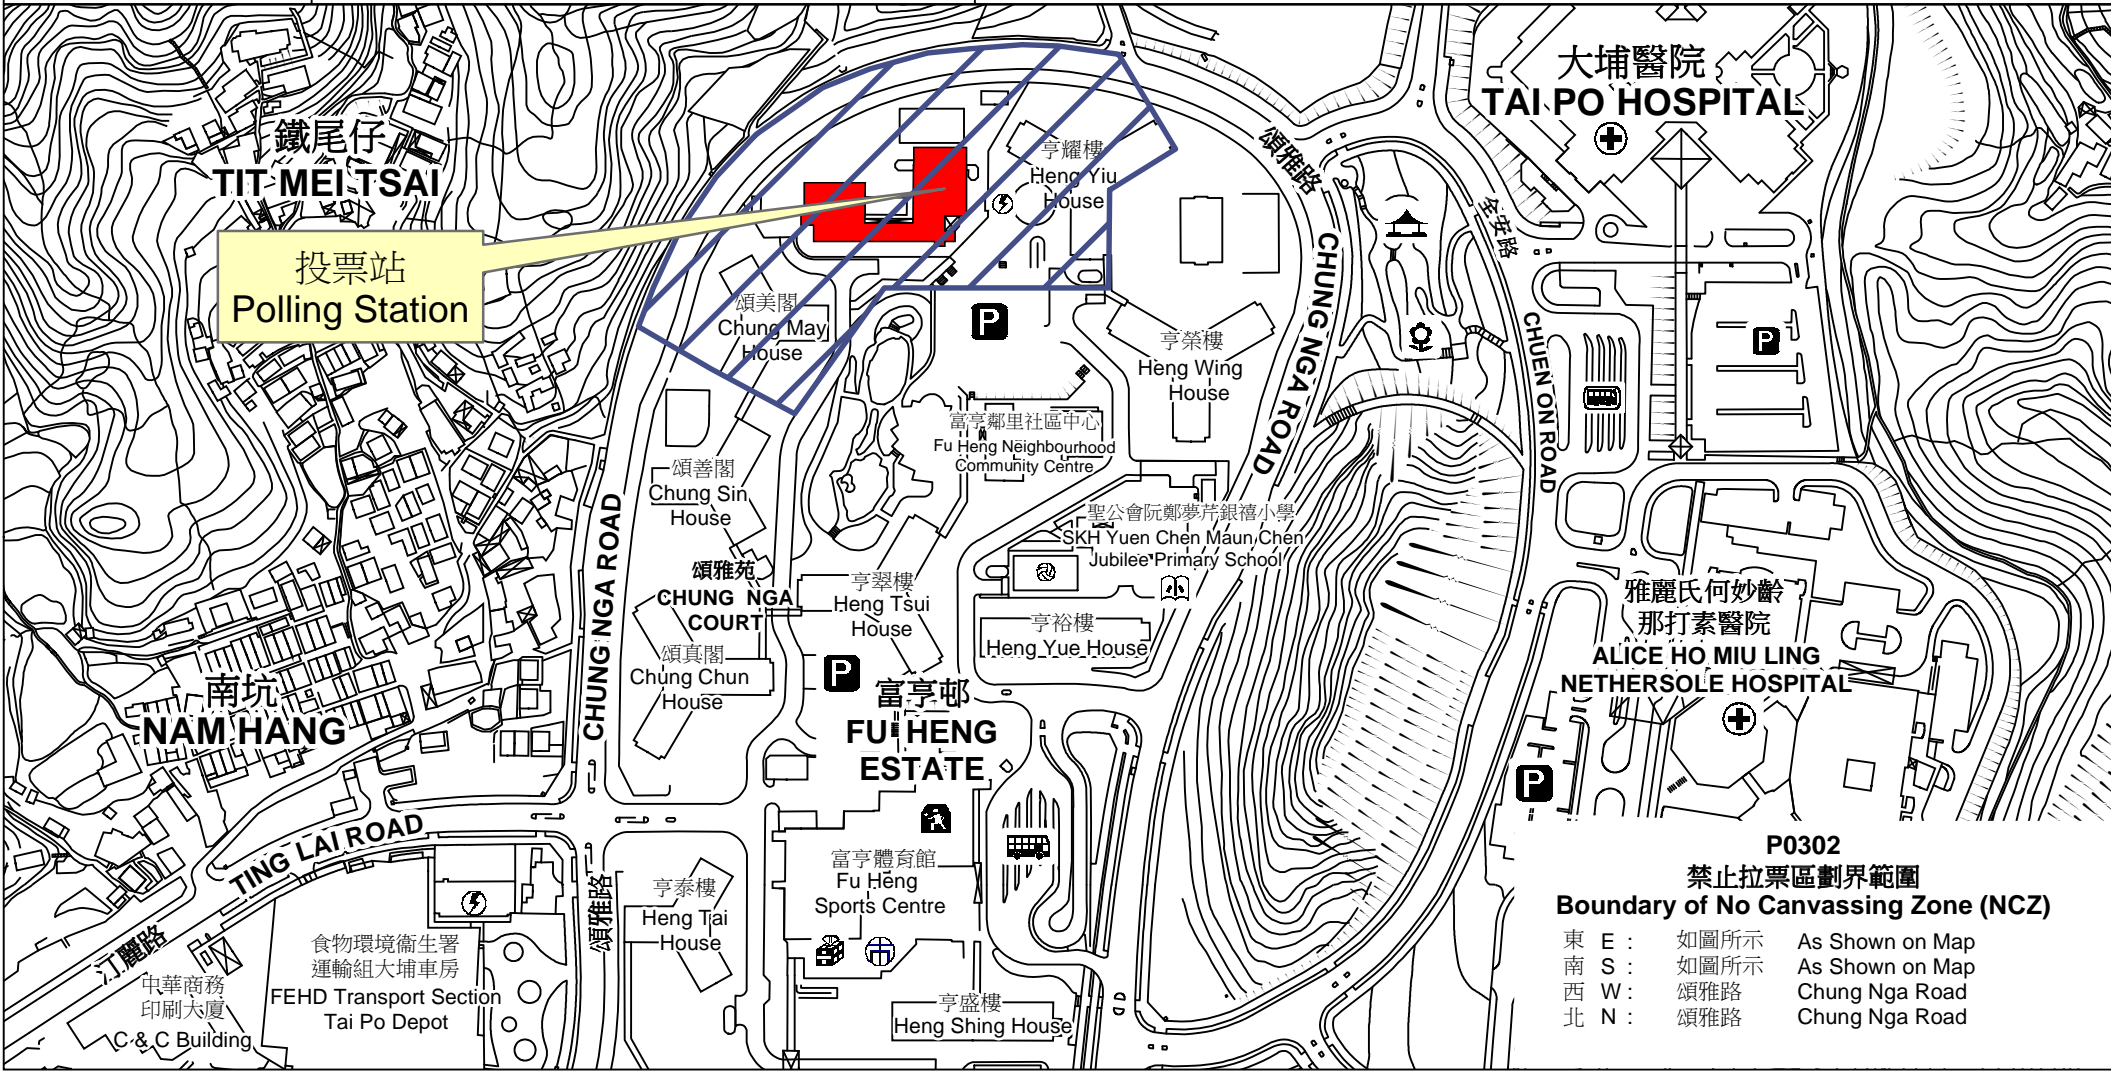 大埔醫院
TAI PO HOSPITAL
鐵尾仔
TIT MEI TSAI
亨耀樓
Heng Yiu
House
頌雅路
全安路
投票站
Polling Station
頌美閣
Chung May
House
P
CHUNG NGA ROAD
CHUEN ON ROAD
P
亨榮樓
Heng Wing
House
富亨鄰里社區中心
Fu Heng Neighbourhood
Community Centre
頌善閣
Chung Sin
House
CHUNG NGA ROAD
聖公會阮鄭夢芹銀禧小學
SKH Yuen Chen Maun Chen
Jubilee Primary School
頌雅苑
CHUNG NGA
COURT
亨翠樓
Heng Tsui
House
亨裕樓
Heng Yue House
雅麗氏何妙齡
那打素醫院
ALICE HO MIU LING
NETHERSOLE HOSPITAL
頌真閣
Chung Chun
House
P
南坑
NAM HANG
富亨邨
FU HENG
ESTATE
P
TING LAI ROAD
汀麗路
頌雅路
亨泰樓
Heng Tai
House
富亨體育館
Fu Heng
Sports Centre
食物環境衞生署
運輸組大埔車房
FEHD Transport Section
Tai Po Depot
中華商務
印刷大廈
C & C Building
亨盛樓
Heng Shing House
P0302
禁止拉票區劃界範圍
Boundary of No Canvassing Zone (NCZ)
東 E : 如圖所示 As Shown on Map
南 S : 如圖所示 As Shown on Map
西 W : 頌雅路 Chung Nga Road
北 N : 頌雅路 Chung Nga Road